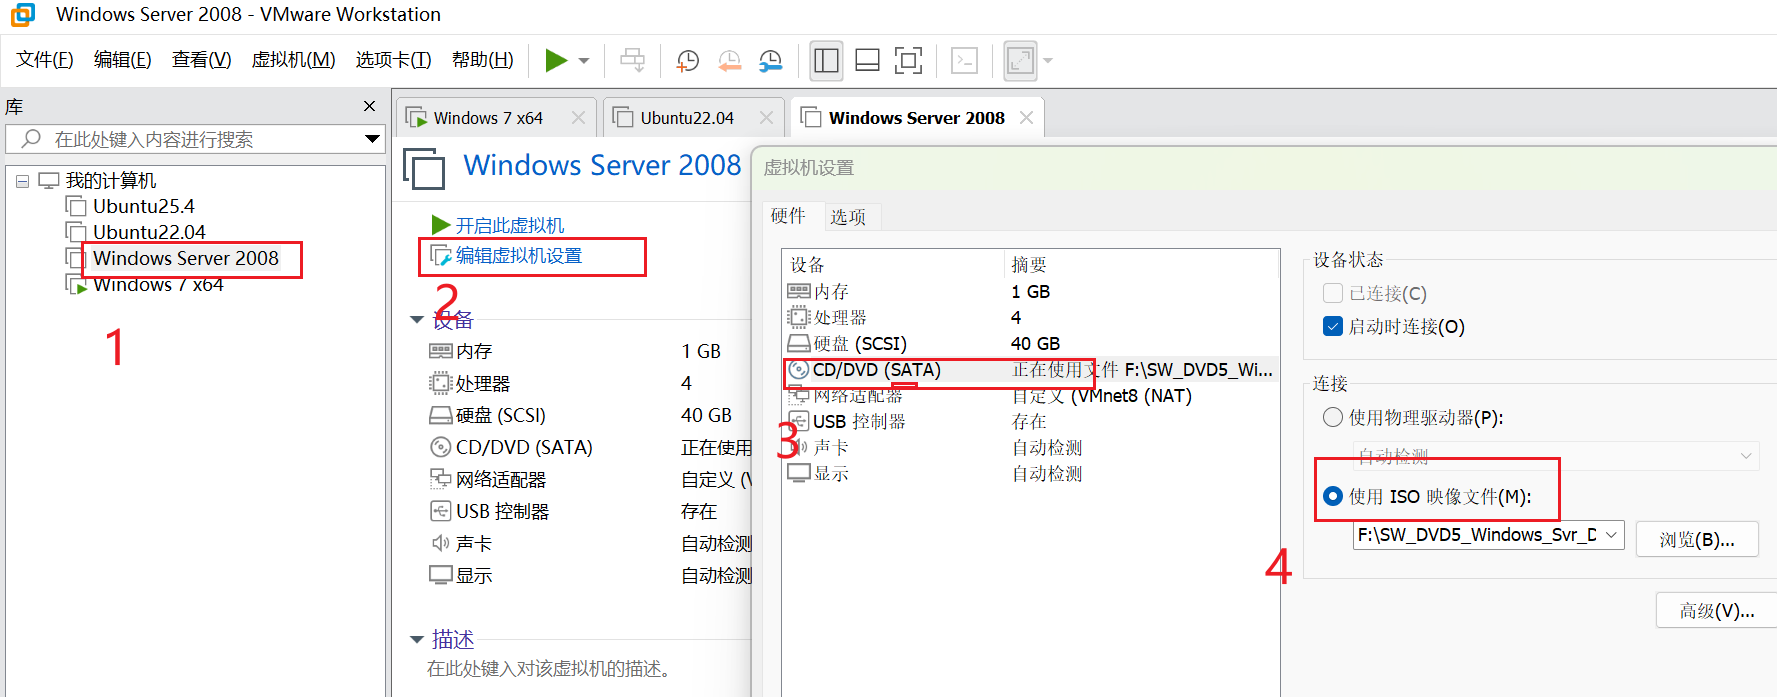 Windows Server 2008 - VMware Workstation
文件(F) 编辑(E) 查看(V) 虚拟机(M) 选项卡(T) 帮助(H)
库
在此处键入内容进行搜索
我的计算机
Ubuntu25.4
Ubuntu22.04
Windows Server 2008
Windows 7 x64
1
Windows 7 x64
Ubuntu22.04
Windows Server 2008
Windows Server 2008
开启此虚拟机
编辑虚拟机设置
2
设备
内存 1 GB
处理器 4
硬盘 (SCSI) 40 GB
CD/DVD (SATA) 正在使用
网络适配器 自定义 (V
USB 控制器 存在
声卡 自动检测
显示 自动检测
描述
在此处键入对该虚拟机的描述。
虚拟机设置
硬件 选项
设备 摘要
内存 1 GB
处理器 4
硬盘 (SCSI) 40 GB
CD/DVD (SATA) 正在使用文件 F:\SW_DVD5_Wi...
网络适配器 自定义 (VMnet8 (NAT)
USB 控制器 存在
声卡 自动检测
显示 自动检测
3
设备状态
已连接(C)
启动时连接(O)
连接
使用物理驱动器(P):
自动检测
使用 ISO 映像文件(M):
F:\SW_DVD5_Windows_Svr_D
浏览(B)...
4
高级(V)...